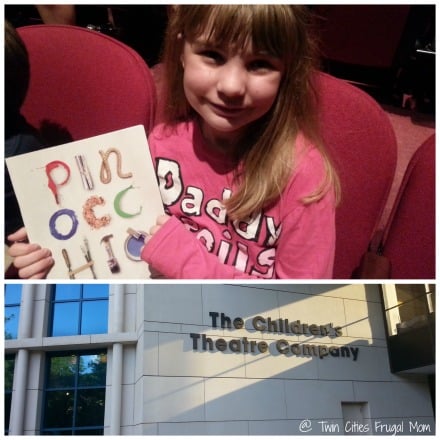 PIN
OCC
HIO
Daddy
The Children's
Theatre Company
@ Twin Cities Frugal Mom